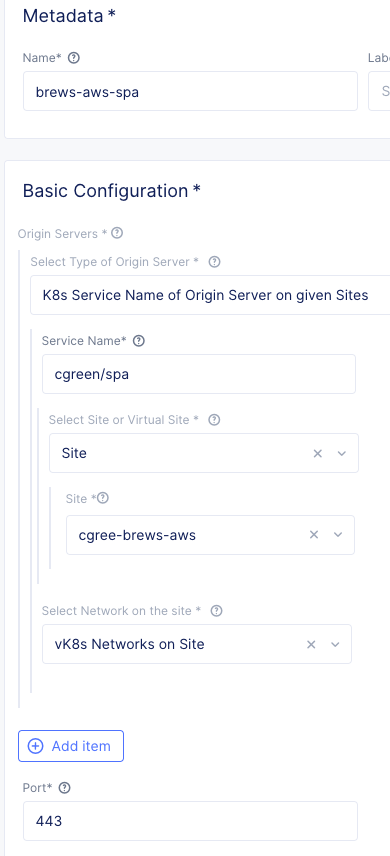 Metadata *
Name*
Labe
brews-aws-spa
S
Basic Configuration *
Origin Servers *
Select Type of Origin Server *
K8s Service Name of Origin Server on given Sites
Service Name*
cgreen/spa
Select Site or Virtual Site *
Site
Site *
cgree-brews-aws
Select Network on the site *
vK8s Networks on Site
Add item
Port*
443